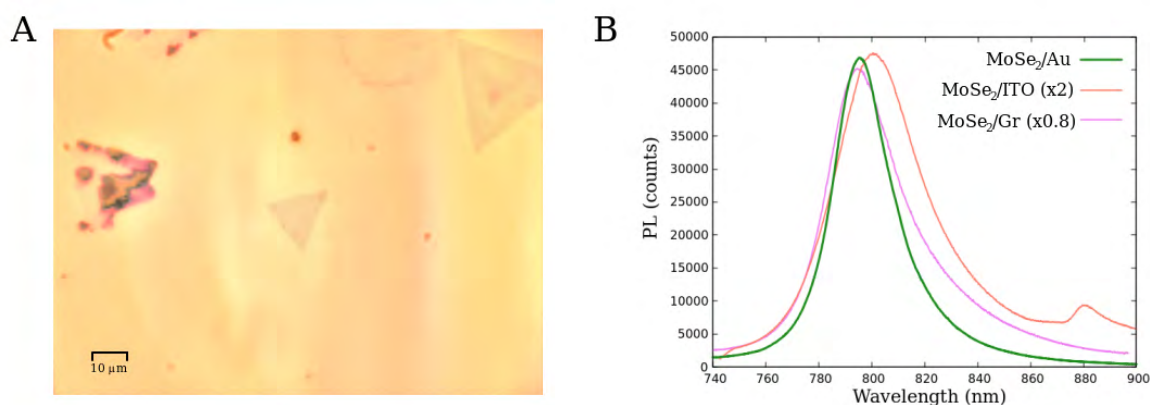 A
10 μm
B
50000
45000
40000
35000
30000
25000
20000
15000
10000
5000
0
PL (counts)
MoSe₂/Au
MoSe₂/ITO (x2)
MoSe₂/Gr (x0.8)
740 760 780 800 820 840 860 880 900
Wavelength (nm)